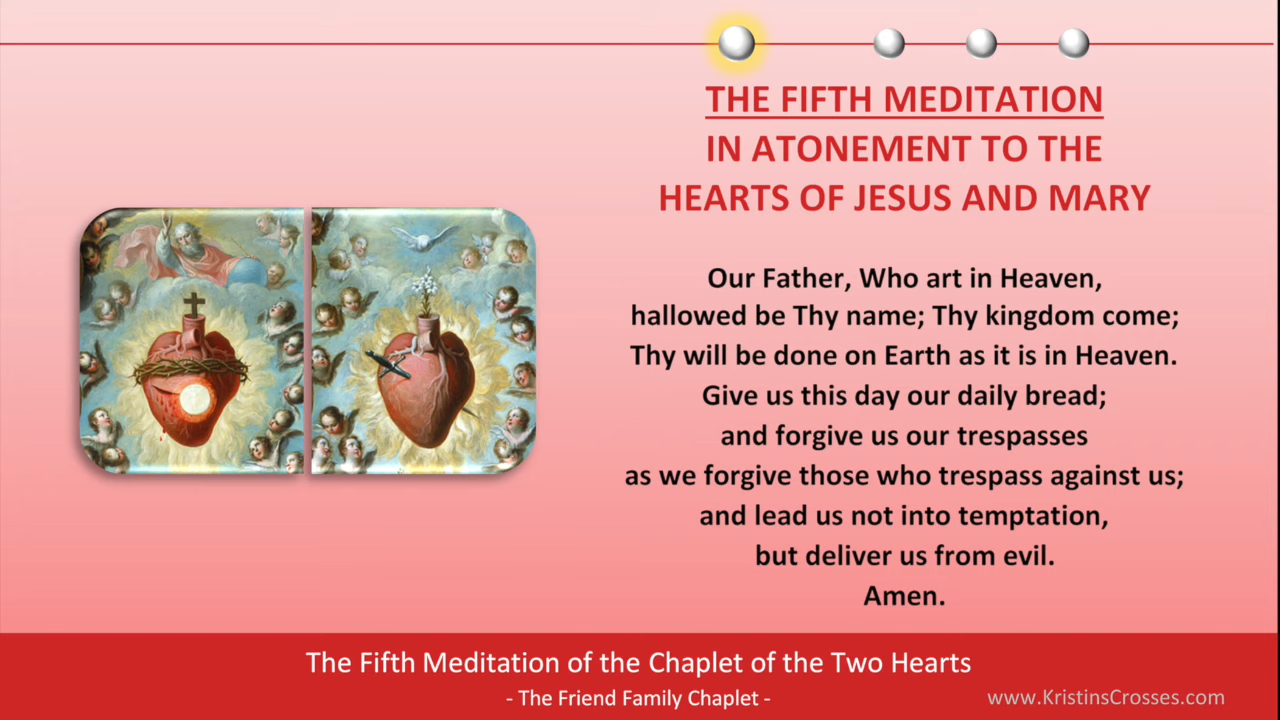 THE FIFTH MEDITATION
IN ATONEMENT TO THE
HEARTS OF JESUS AND MARY
Our Father, Who art in Heaven,
hallowed be Thy name; Thy kingdom come;
Thy will be done on Earth as it is in Heaven.
Give us this day our daily bread;
and forgive us our trespasses
as we forgive those who trespass against us;
and lead us not into temptation,
but deliver us from evil.
Amen.
The Fifth Meditation of the Chaplet of the Two Hearts
- The Friend Family Chaplet -
www.KristinsCrosses.com